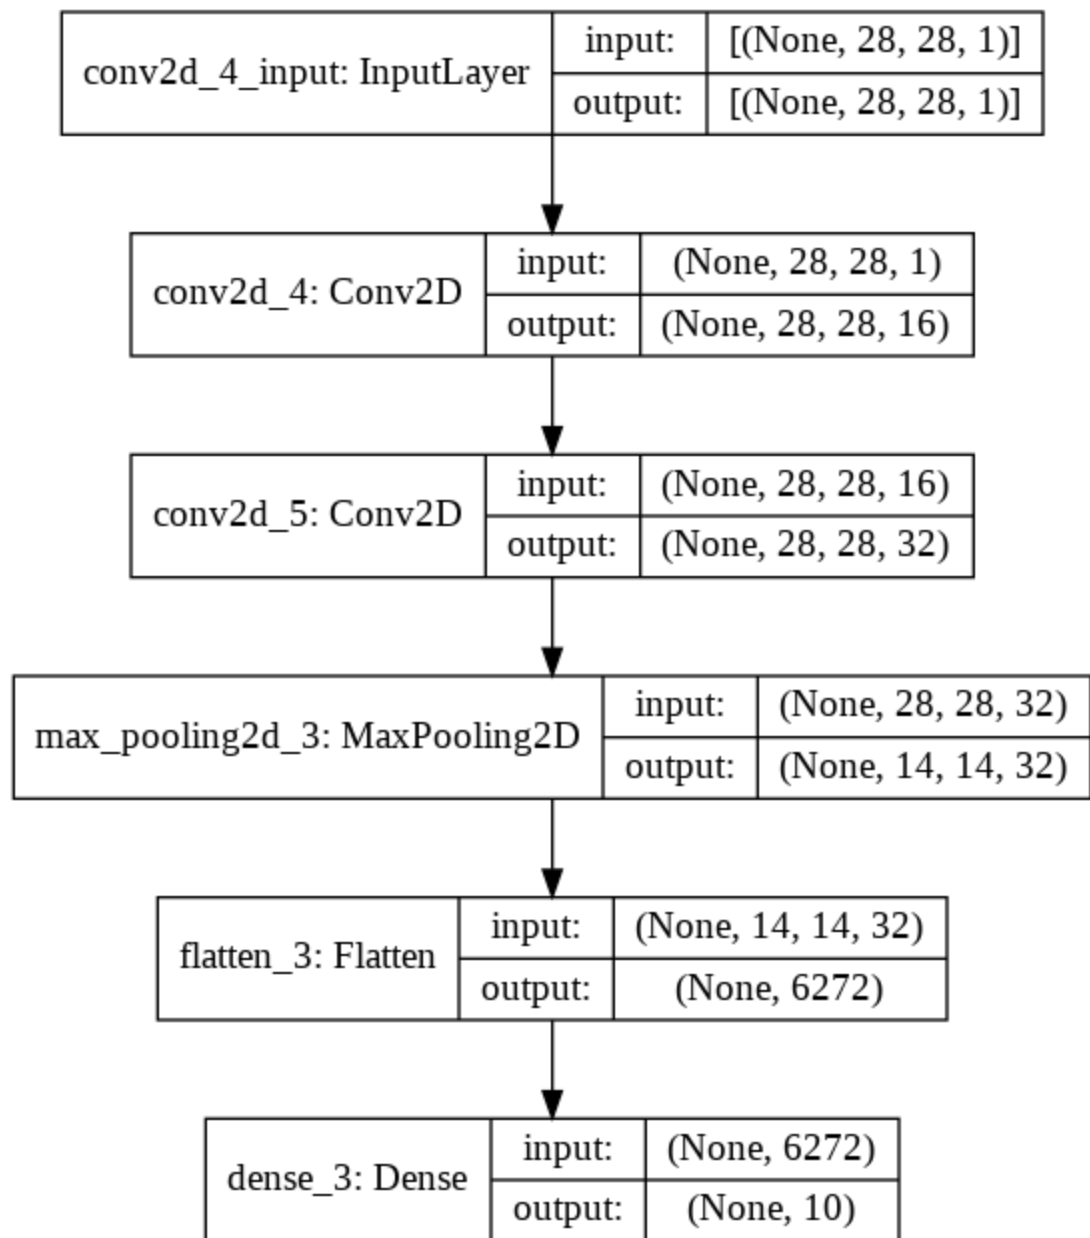 conv2d_4_input: InputLayer
input: [(None, 28, 28, 1)]
output: [(None, 28, 28, 1)]
conv2d_4: Conv2D
input: (None, 28, 28, 1)
output: (None, 28, 28, 16)
conv2d_5: Conv2D
input: (None, 28, 28, 16)
output: (None, 28, 28, 32)
max_pooling2d_3: MaxPooling2D
input: (None, 28, 28, 32)
output: (None, 14, 14, 32)
flatten_3: Flatten
input: (None, 14, 14, 32)
output: (None, 6272)
dense_3: Dense
input: (None, 6272)
output: (None, 10)